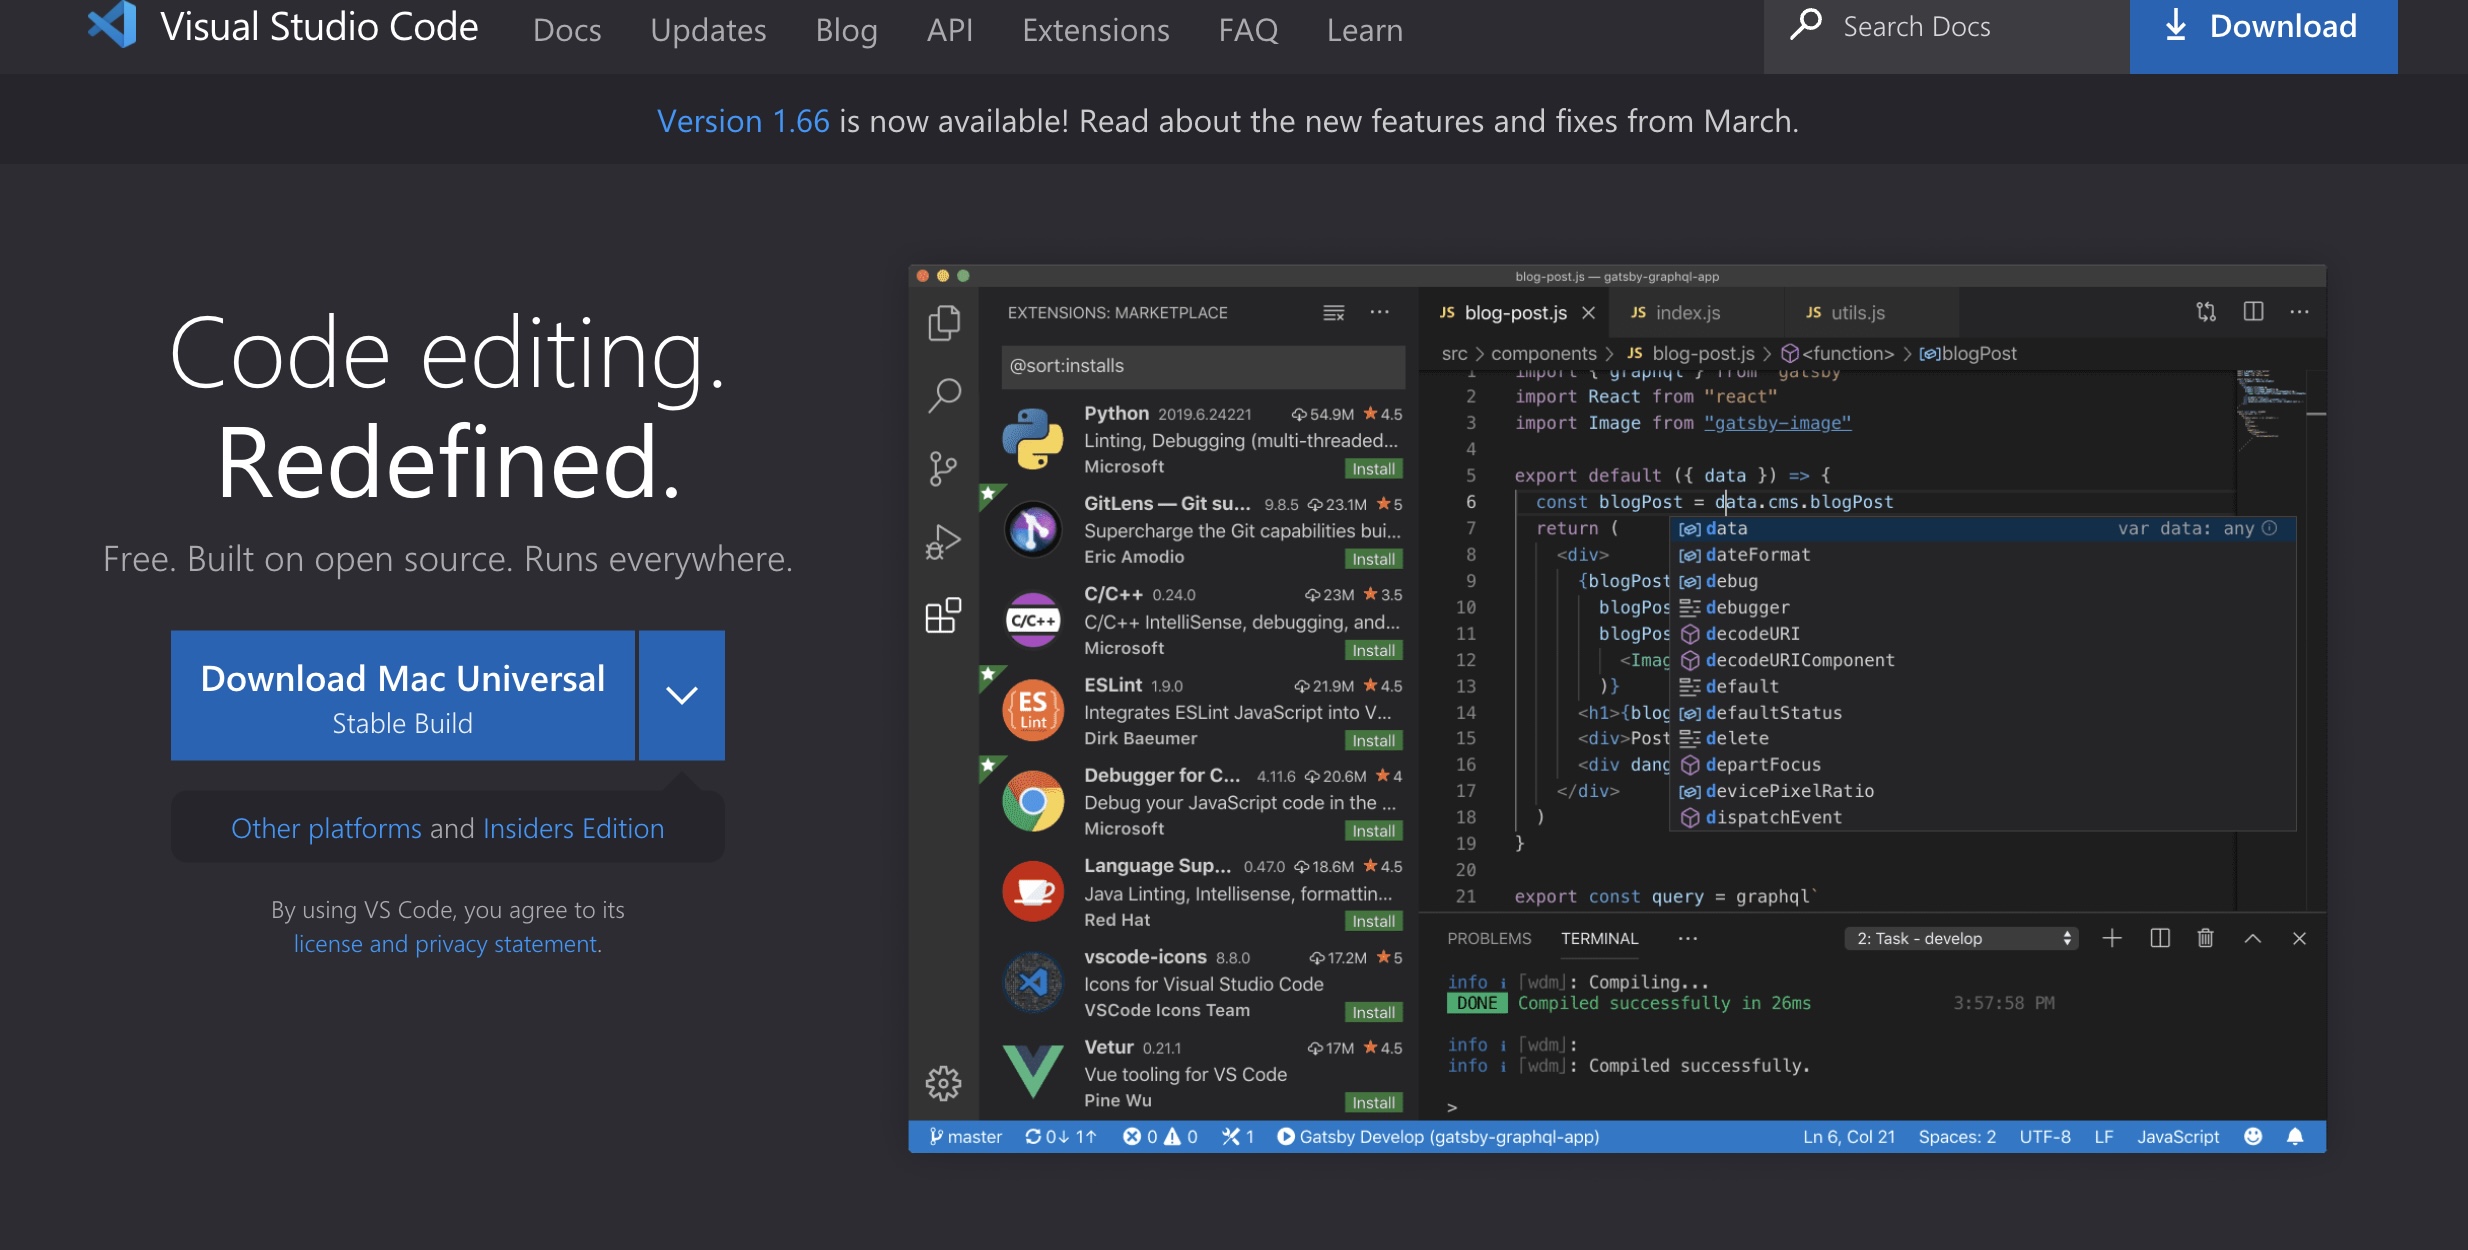 Visual Studio Code Docs Updates Blog API Extensions FAQ Learn Search Docs Download
Version 1.66 is now available! Read about the new features and fixes from March.
Code editing.
Redefined.
Free. Built on open source. Runs everywhere.
Download Mac Universal
Stable Build
Other platforms and Insiders Edition
By using VS Code, you agree to its
license and privacy statement.
blog-post.js — gatsby-graphql-app
EXTENSIONS: MARKETPLACE
@sort:installs
Python 2019.6.24221 54.9M ★4.5
Linting, Debugging (multi-threaded...
Microsoft Install
GitLens — Git su... 9.8.5 23.1M ★5
Supercharge the Git capabilities bui...
Eric Amodio Install
C/C++
C/C++ 0.24.0 23M ★3.5
C/C++ IntelliSense, debugging, and...
Microsoft Install
ES
Lint
ESLint 1.9.0 21.9M ★4.5
Integrates ESLint JavaScript into V...
Dirk Baeumer Install
Debugger for C... 4.11.6 20.6M ★4
Debug your JavaScript code in the ...
Microsoft Install
Language Sup... 0.47.0 18.6M ★4.5
Java Linting, Intellisense, formattin...
Red Hat Install
vscode-icons 8.8.0 17.2M ★5
Icons for Visual Studio Code
VSCode Icons Team Install
Vetur 0.21.1 17M ★4.5
Vue tooling for VS Code
Pine Wu Install
JS blog-post.js JS index.js JS utils.js
src > components > JS blog-post.js > <function> > blogPost
1 import { graphql } from "gatsby"
2 import React from "react"
3 import Image from "gatsby-image"
4
5 export default ({ data }) => {
6 const blogPost = data.cms.blogPost
7 return (
8 <div>
9 {blogPost
10 blogPos
11 blogPos
12 <Imag
13 )}
14 <h1>{blog
15 <div>Post
16 <div dang
17 </div>
18 )
19 }
20
21 export const query = graphql`
data var data: any
dateFormat
debug
debugger
decodeURI
decodeURIComponent
default
defaultStatus
delete
departFocus
devicePixelRatio
dispatchEvent
PROBLEMS TERMINAL ... 2: Task - develop
info i ｢wdm｣: Compiling...
DONE Compiled successfully in 26ms 3:57:58 PM
info i ｢wdm｣:
info i ｢wdm｣: Compiled successfully.
>
master 0↓ 1↑ 0 0 1 Gatsby Develop (gatsby-graphql-app) Ln 6, Col 21 Spaces: 2 UTF-8 LF JavaScript